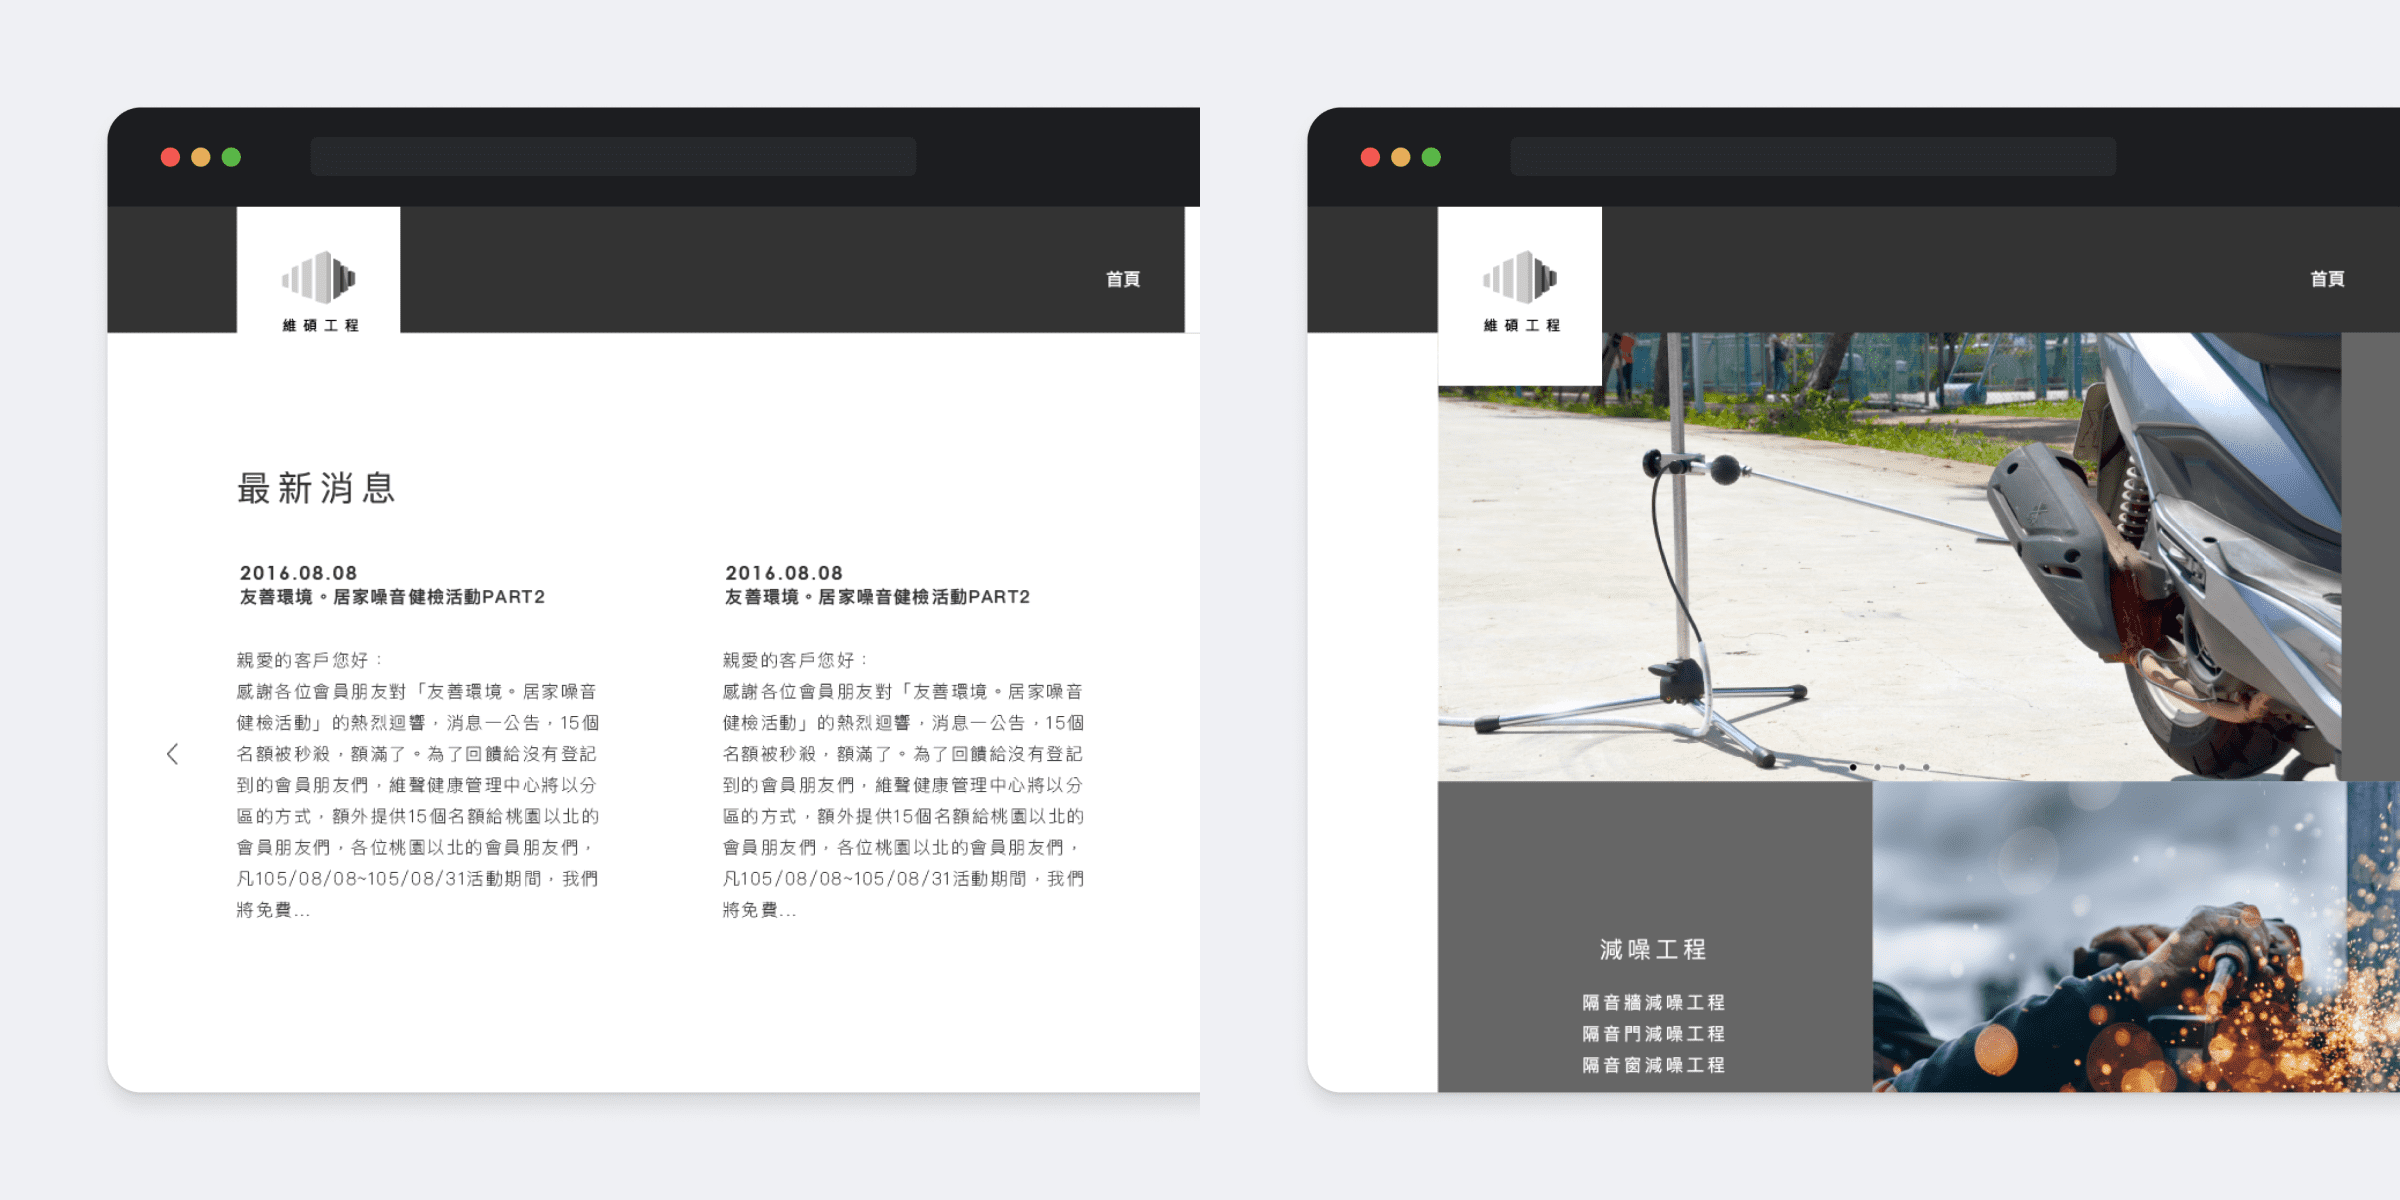 維碩工程
首頁
最新消息
2016.08.08
友善環境。居家噪音健檢活動PART2
親愛的客戶您好：
感謝各位會員朋友對「友善環境。居家噪音
健檢活動」的熱烈迴響，消息一公告，15個
名額被秒殺，額滿了。為了回饋給沒有登記
到的會員朋友們，維聲健康管理中心將以分
區的方式，額外提供15個名額給桃園以北的
會員朋友們，各位桃園以北的會員朋友們，
凡105/08/08~105/08/31活動期間，我們
將免費...
2016.08.08
友善環境。居家噪音健檢活動PART2
親愛的客戶您好：
感謝各位會員朋友對「友善環境。居家噪音
健檢活動」的熱烈迴響，消息一公告，15個
名額被秒殺，額滿了。為了回饋給沒有登記
到的會員朋友們，維聲健康管理中心將以分
區的方式，額外提供15個名額給桃園以北的
會員朋友們，各位桃園以北的會員朋友們，
凡105/08/08~105/08/31活動期間，我們
將免費...
維碩工程
首頁
減噪工程
隔音牆減噪工程
隔音門減噪工程
隔音窗減噪工程